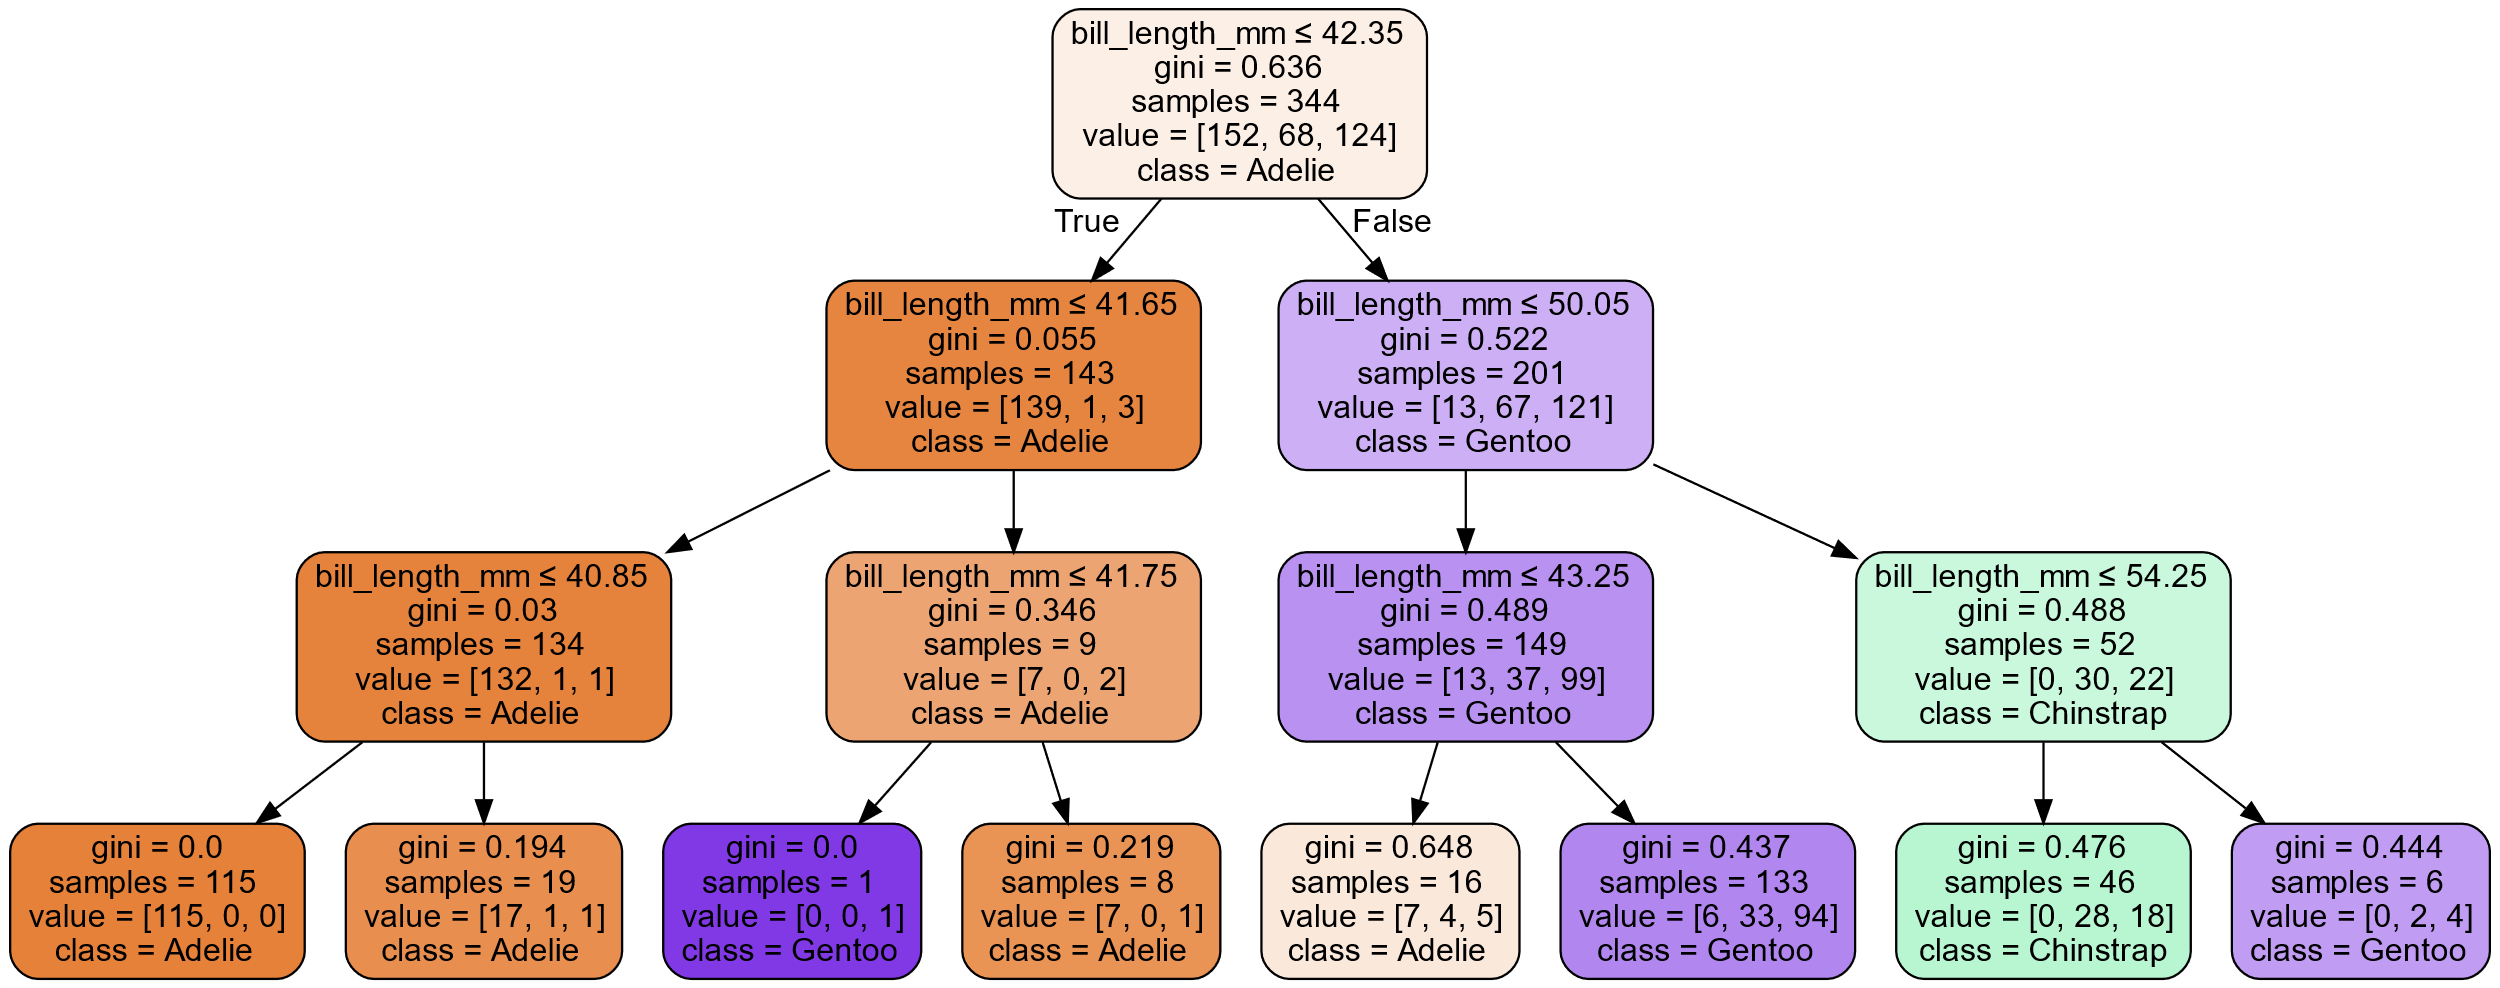 bill_length_mm ≤ 42.35
gini = 0.636
samples = 344
value = [152, 68, 124]
class = Adelie
True
False
bill_length_mm ≤ 41.65
gini = 0.055
samples = 143
value = [139, 1, 3]
class = Adelie
bill_length_mm ≤ 50.05
gini = 0.522
samples = 201
value = [13, 67, 121]
class = Gentoo
bill_length_mm ≤ 40.85
gini = 0.03
samples = 134
value = [132, 1, 1]
class = Adelie
bill_length_mm ≤ 41.75
gini = 0.346
samples = 9
value = [7, 0, 2]
class = Adelie
bill_length_mm ≤ 43.25
gini = 0.489
samples = 149
value = [13, 37, 99]
class = Gentoo
bill_length_mm ≤ 54.25
gini = 0.488
samples = 52
value = [0, 30, 22]
class = Chinstrap
gini = 0.0
samples = 115
value = [115, 0, 0]
class = Adelie
gini = 0.194
samples = 19
value = [17, 1, 1]
class = Adelie
gini = 0.0
samples = 1
value = [0, 0, 1]
class = Gentoo
gini = 0.219
samples = 8
value = [7, 0, 1]
class = Adelie
gini = 0.648
samples = 16
value = [7, 4, 5]
class = Adelie
gini = 0.437
samples = 133
value = [6, 33, 94]
class = Gentoo
gini = 0.476
samples = 46
value = [0, 28, 18]
class = Chinstrap
gini = 0.444
samples = 6
value = [0, 2, 4]
class = Gentoo